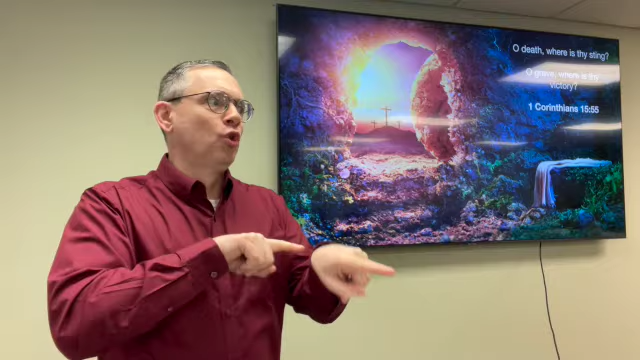 O death, where is thy sting?
O grave, where is thy
victory?
1 Corinthians 15:55